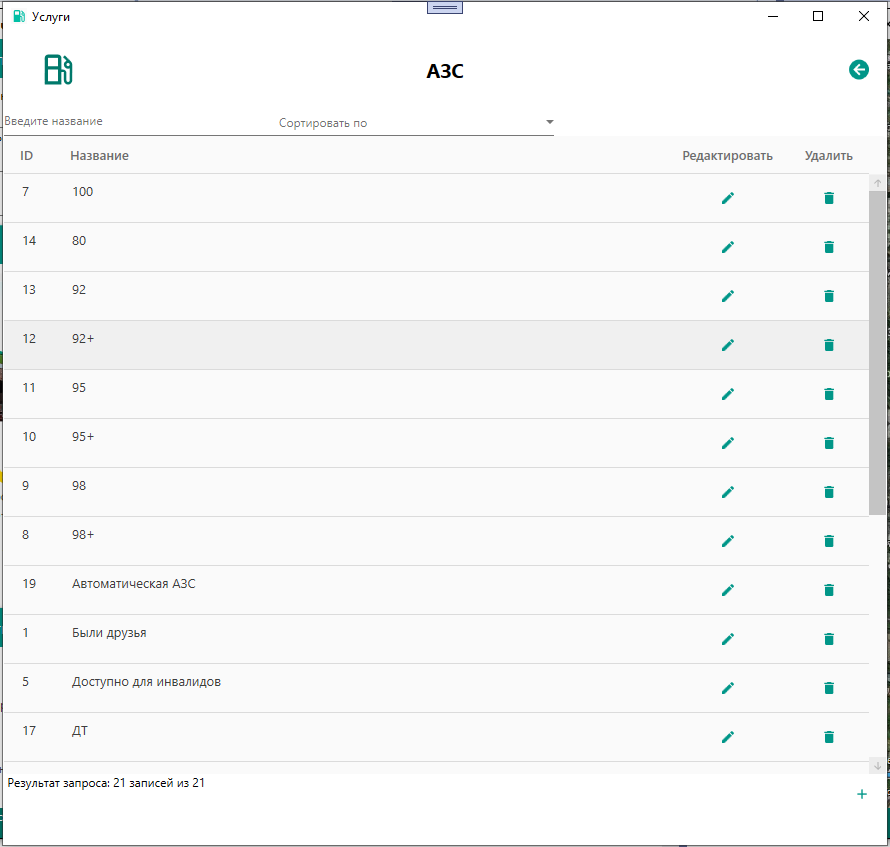 Услуги
АЗС
Введите название
Сортировать по
ID Название Редактировать Удалить
7 100
14 80
13 92
12 92+
11 95
10 95+
9 98
8 98+
19 Автоматическая АЗС
1 Были друзья
5 Доступно для инвалидов
17 ДТ
Результат запроса: 21 записей из 21